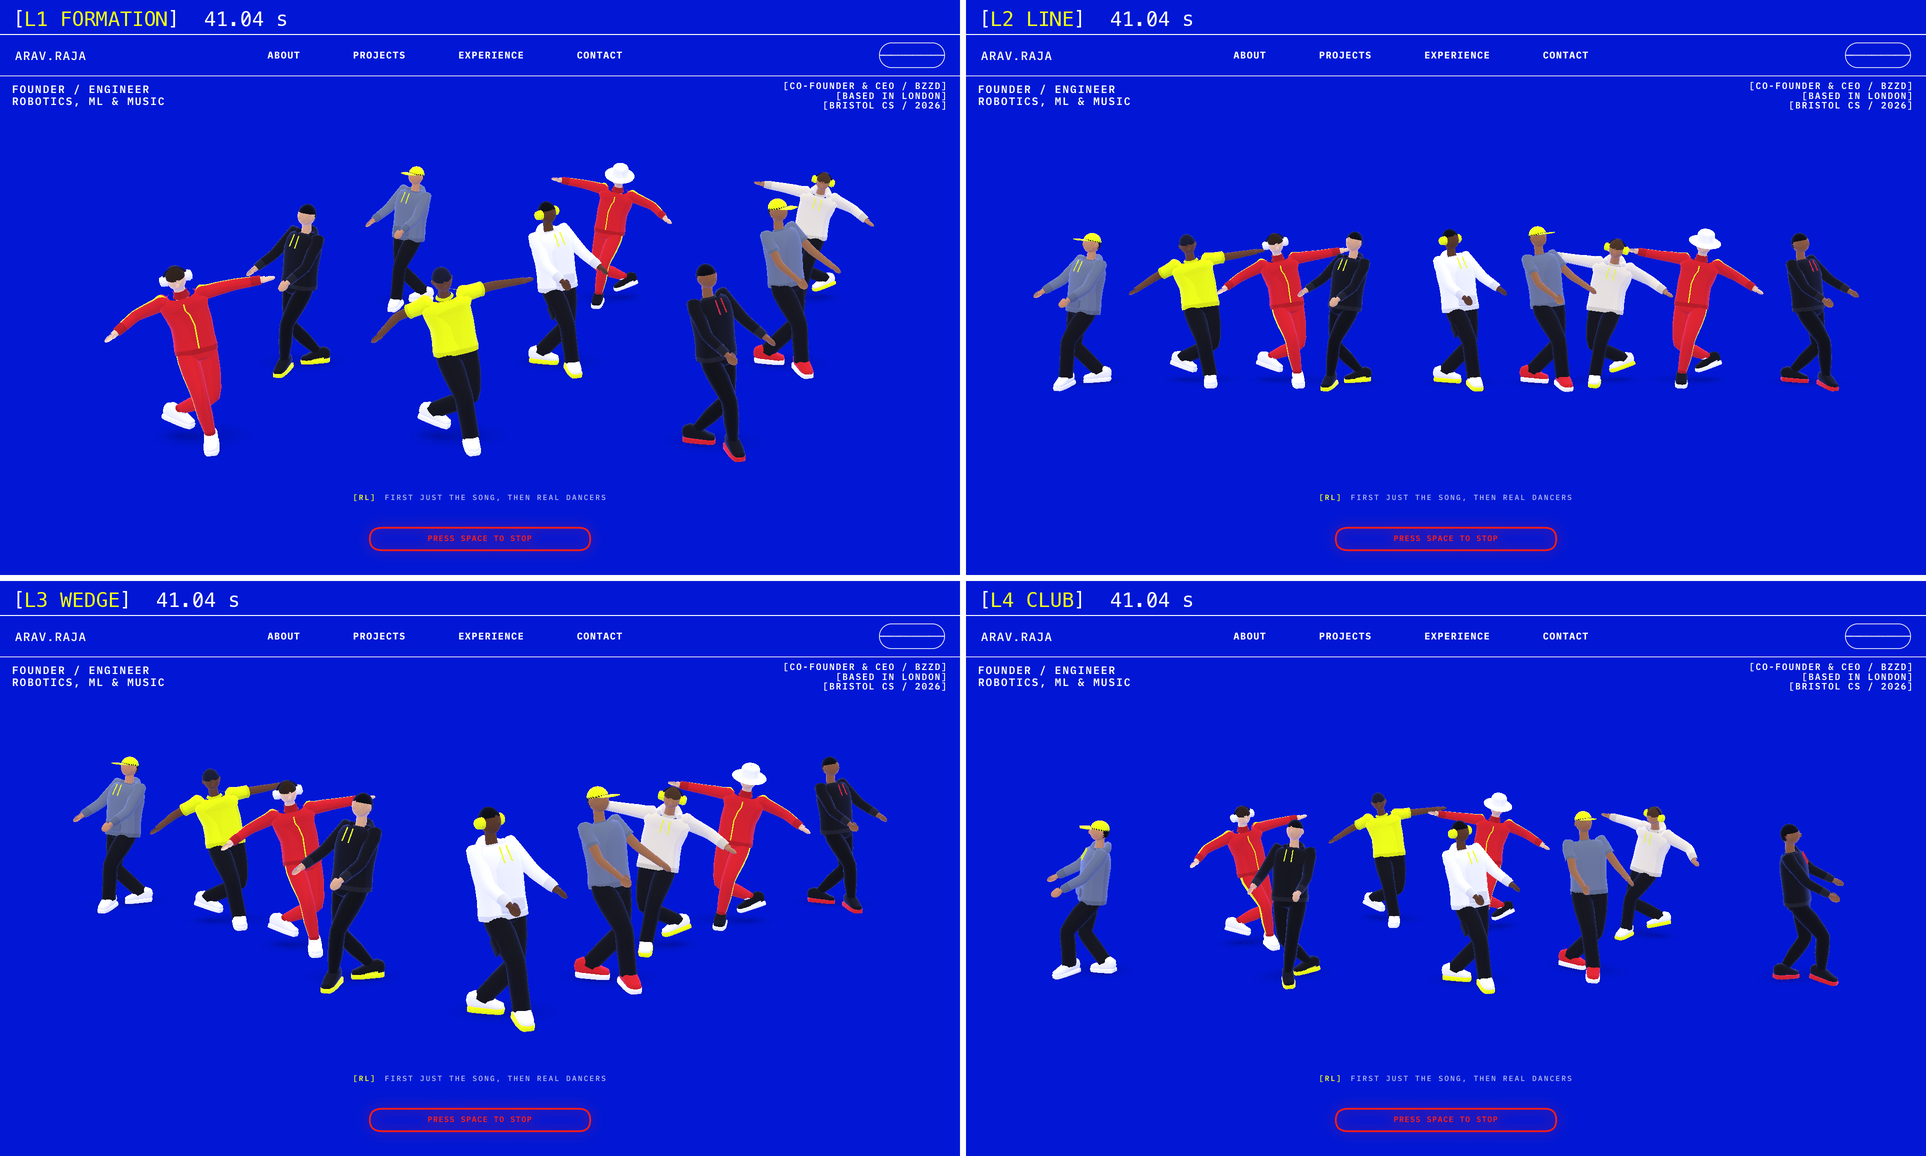 [L1 FORMATION] 41.04 s
ARAV.RAJA ABOUT PROJECTS EXPERIENCE CONTACT
FOUNDER / ENGINEER
ROBOTICS, ML & MUSIC
[CO-FOUNDER & CEO / BZZD]
[BASED IN LONDON]
[BRISTOL CS / 2026]
[RL] FIRST JUST THE SONG, THEN REAL DANCERS
PRESS SPACE TO STOP
[L2 LINE] 41.04 s
ARAV.RAJA ABOUT PROJECTS EXPERIENCE CONTACT
FOUNDER / ENGINEER
ROBOTICS, ML & MUSIC
[CO-FOUNDER & CEO / BZZD]
[BASED IN LONDON]
[BRISTOL CS / 2026]
[RL] FIRST JUST THE SONG, THEN REAL DANCERS
PRESS SPACE TO STOP
[L3 WEDGE] 41.04 s
ARAV.RAJA ABOUT PROJECTS EXPERIENCE CONTACT
FOUNDER / ENGINEER
ROBOTICS, ML & MUSIC
[CO-FOUNDER & CEO / BZZD]
[BASED IN LONDON]
[BRISTOL CS / 2026]
[RL] FIRST JUST THE SONG, THEN REAL DANCERS
PRESS SPACE TO STOP
[L4 CLUB] 41.04 s
ARAV.RAJA ABOUT PROJECTS EXPERIENCE CONTACT
FOUNDER / ENGINEER
ROBOTICS, ML & MUSIC
[CO-FOUNDER & CEO / BZZD]
[BASED IN LONDON]
[BRISTOL CS / 2026]
[RL] FIRST JUST THE SONG, THEN REAL DANCERS
PRESS SPACE TO STOP